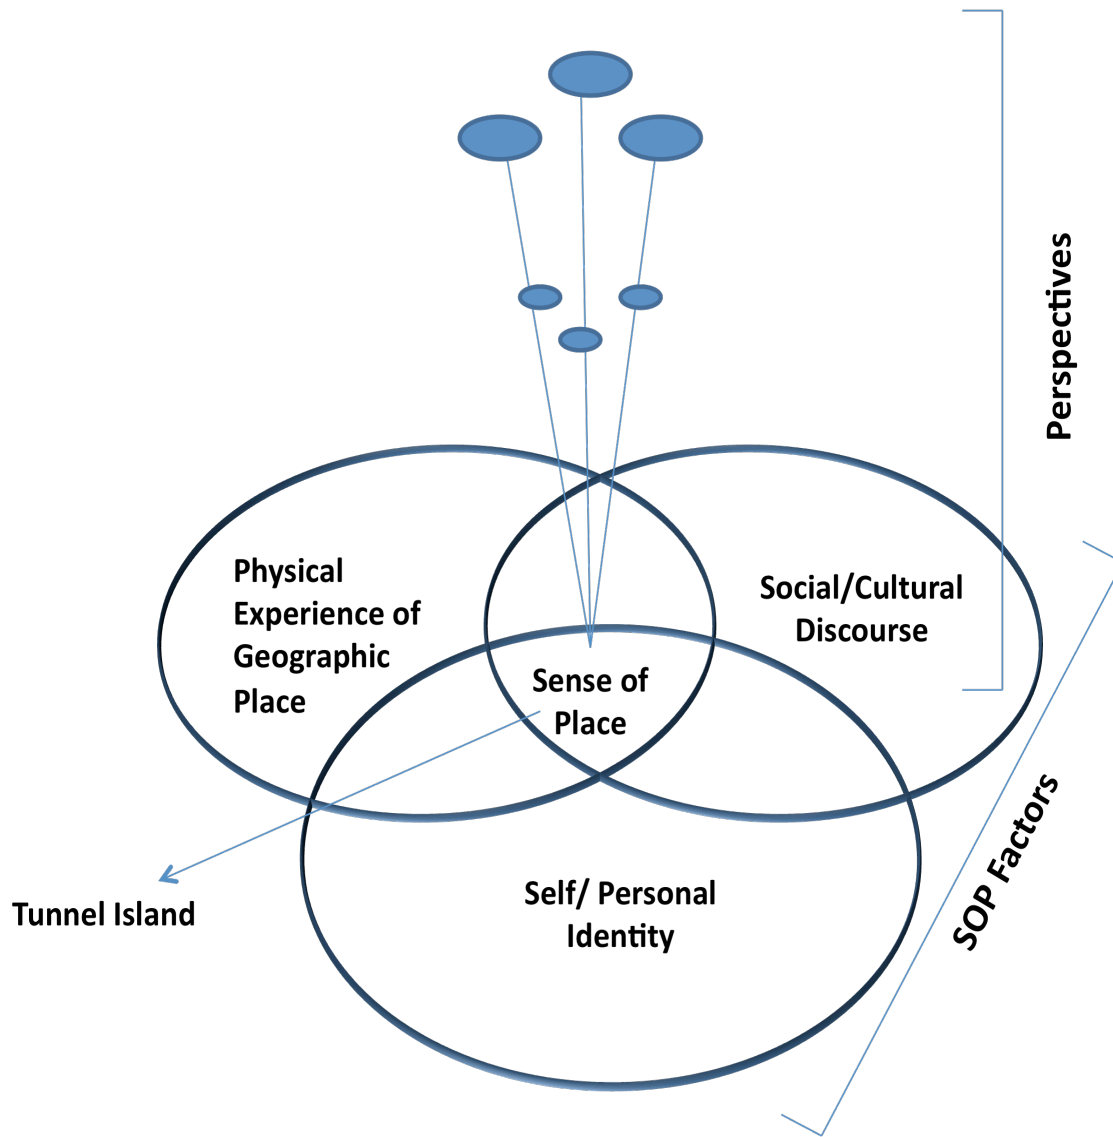 Perspectives
Physical
Experience of
Geographic
Place
Social/Cultural
Discourse
Sense of
Place
SOP Factors
Tunnel Island
Self/ Personal
Identity